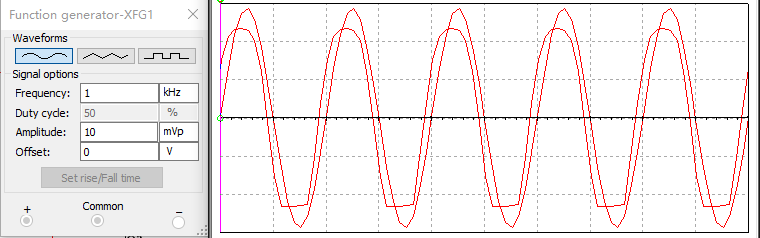 Function generator-XFG1
Waveforms
Signal options
Frequency: 1 kHz
Duty cycle: 50 %
Amplitude: 10 mVp
Offset: 0 V
Set rise/Fall time
+ Common −